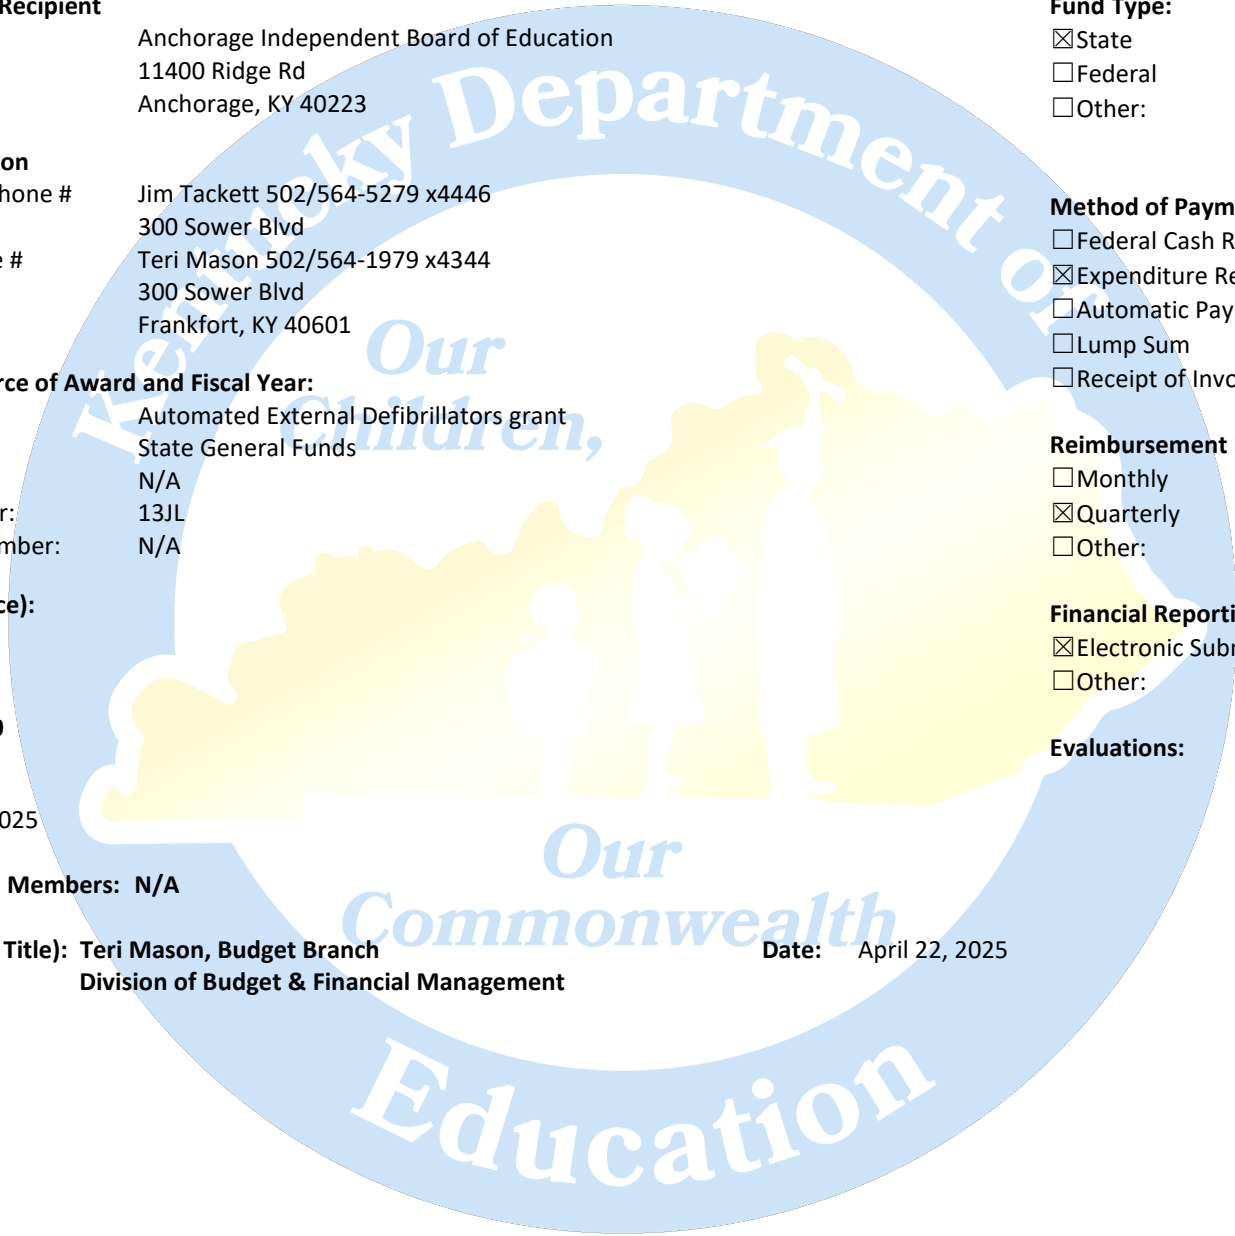 Recipient
Anchorage Independent Board of Education
11400 Ridge Rd
Anchorage, KY 40223
on
hone # Jim Tackett 502/564-5279 x4446
300 Sower Blvd
e # Teri Mason 502/564-1979 x4344
300 Sower Blvd
Frankfort, KY 40601
rce of Award and Fiscal Year:
Automated External Defibrillators grant
State General Funds
N/A
r: 13JL
mber: N/A
ce):
025
Members: N/A
Title): Teri Mason, Budget Branch
Division of Budget & Financial Management
Date: April 22, 2025
Fund Type:
☒State
☐Federal
☐Other:
Method of Paym
☐Federal Cash R
☒Expenditure Re
☐Automatic Pay
☐Lump Sum
☐Receipt of Invo
Reimbursement
☐Monthly
☒Quarterly
☐Other:
Financial Reporti
☒Electronic Subm
☐Other:
Evaluations:
Kentucky Department of
Education
Our
Children,
Our
Commonwealth